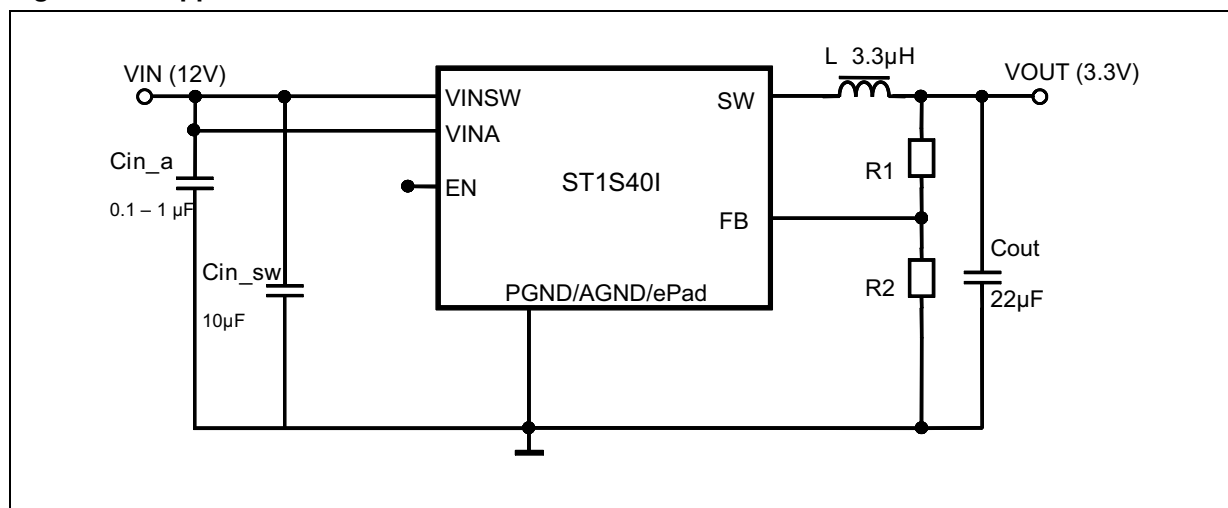 L 3.3µH
VIN (12V)
VOUT (3.3V)
VINSW
SW
VINA
Cin_a
R1
EN
ST1S40I
0.1 – 1 µF
FB
Cout
Cin_sw
R2
PGND/AGND/ePad
22µF
10µF